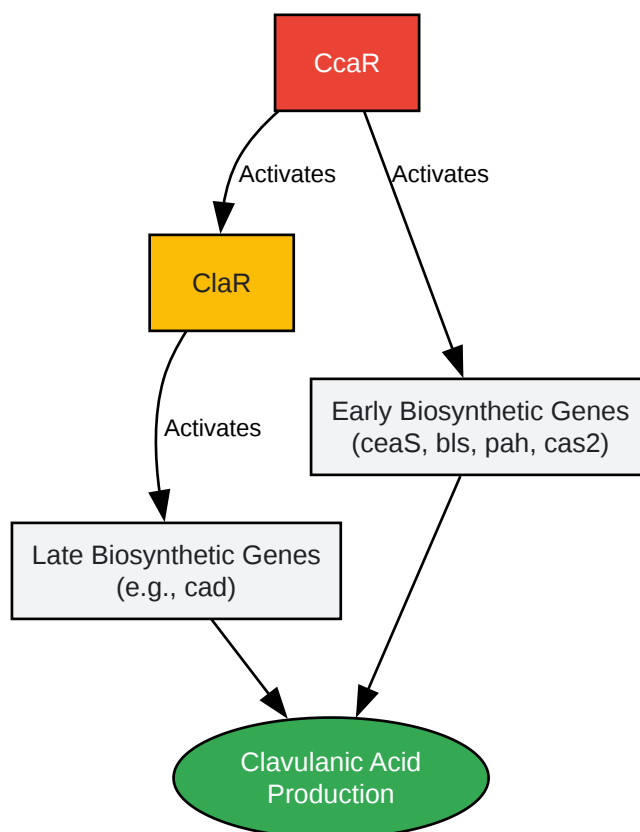 CcaR
Activates
Activates
ClaR
Early Biosynthetic Genes
(ceaS, bls, pah, cas2)
Activates
Late Biosynthetic Genes
(e.g., cad)
Clavulanic Acid
Production